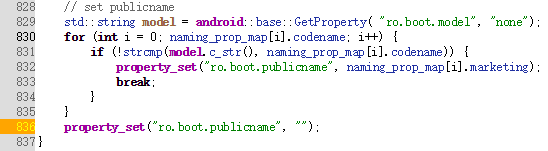 828 // set publicname
829 std::string model = android::base::GetProperty( "ro.boot.model", "none");
830 for (int i = 0; naming_prop_map[i].codename; i++) {
831 if (!strcmp(model.c_str(), naming_prop_map[i].codename)) {
832 property_set("ro.boot.publicname", naming_prop_map[i].marketing);
833 break;
834 }
835 }
836 property_set("ro.boot.publicname", "");
837 }